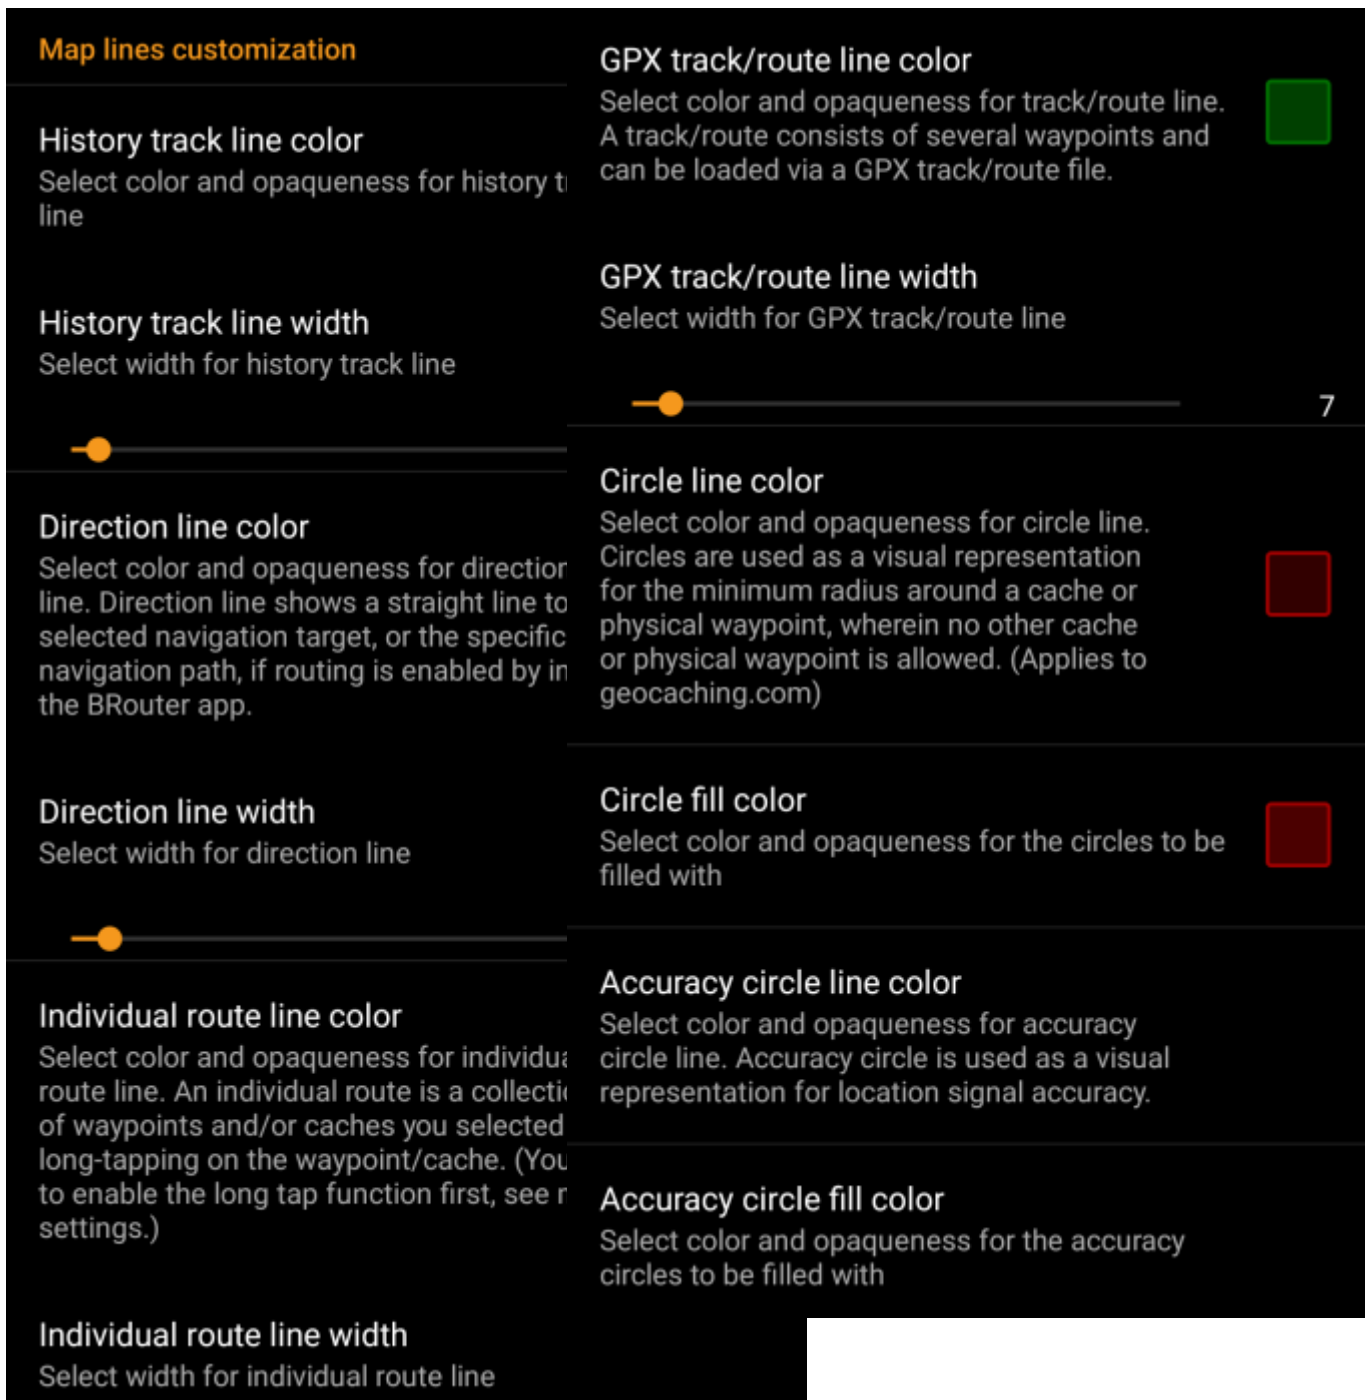 Map lines customization
History track line color
Select color and opaqueness for history
line
History track line width
Select width for history track line
Direction line color
Select color and opaqueness for direction
line. Direction line shows a straight line to
selected navigation target, or the specific
navigation path, if routing is enabled by
the BRouter app.
Direction line width
Select width for direction line
Individual route line color
Select color and opaqueness for
route line. An individual route is a
of waypoints and/or caches you selected
long-tapping on the waypoint/cache. (You
to enable the long tap function first, see
settings.)
Individual route line width
Select width for individual route line
GPX track/route line color
Select color and opaqueness for track/route line.
A track/route consists of several waypoints and
can be loaded via a GPX track/route file.
GPX track/route line width
Select width for GPX track/route line
7
Circle line color
Select color and opaqueness for circle line.
Circles are used as a visual representation
for the minimum radius around a cache or
physical waypoint, wherein no other cache
or physical waypoint is allowed. (Applies to
geocaching.com)
Circle fill color
Select color and opaqueness for the circles to be
filled with
Accuracy circle line color
Select color and opaqueness for accuracy
circle line. Accuracy circle is used as a visual
representation for location signal accuracy.
Accuracy circle fill color
Select color and opaqueness for the accuracy
circles to be filled with